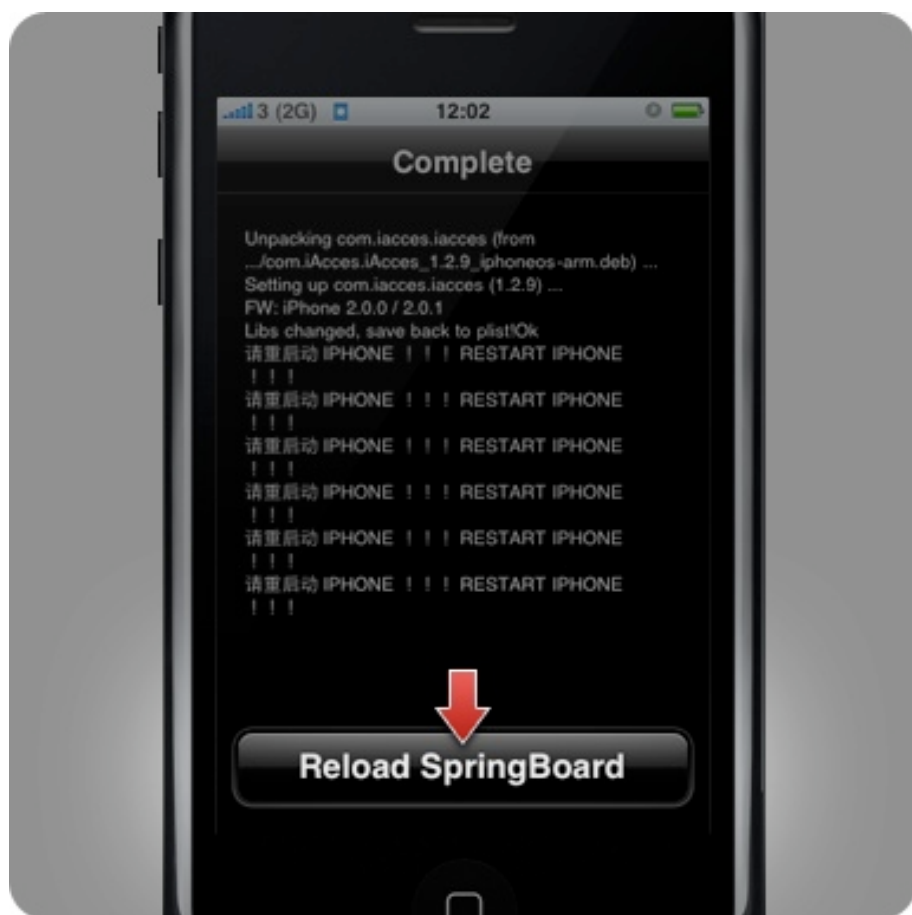 3 (2G) 12:02
Complete
Unpacking com.iacces.iacces (from
.../com.iAcces.iAcces_1.2.9_iphoneos-arm.deb) ...
Setting up com.iacces.iacces (1.2.9) ...
FW: iPhone 2.0.0 / 2.0.1
Libs changed, save back to plist!Ok
请重启动 IPHONE ！！！ RESTART IPHONE
！！！
请重启动 IPHONE ！！！ RESTART IPHONE
！！！
请重启动 IPHONE ！！！ RESTART IPHONE
！！！
请重启动 IPHONE ！！！ RESTART IPHONE
！！！
请重启动 IPHONE ！！！ RESTART IPHONE
！！！
请重启动 IPHONE ！！！ RESTART IPHONE
！！！
Reload SpringBoard